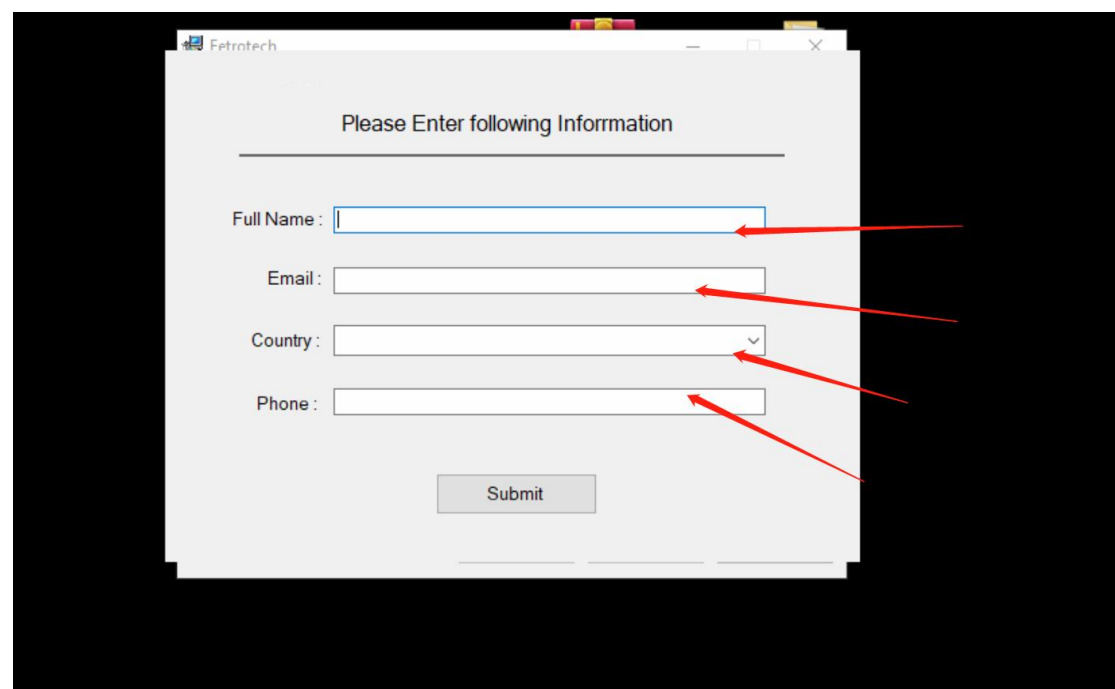 Fetrotech
Please Enter following Inforrmation
Full Name :
Email :
Country :
Phone :
Submit